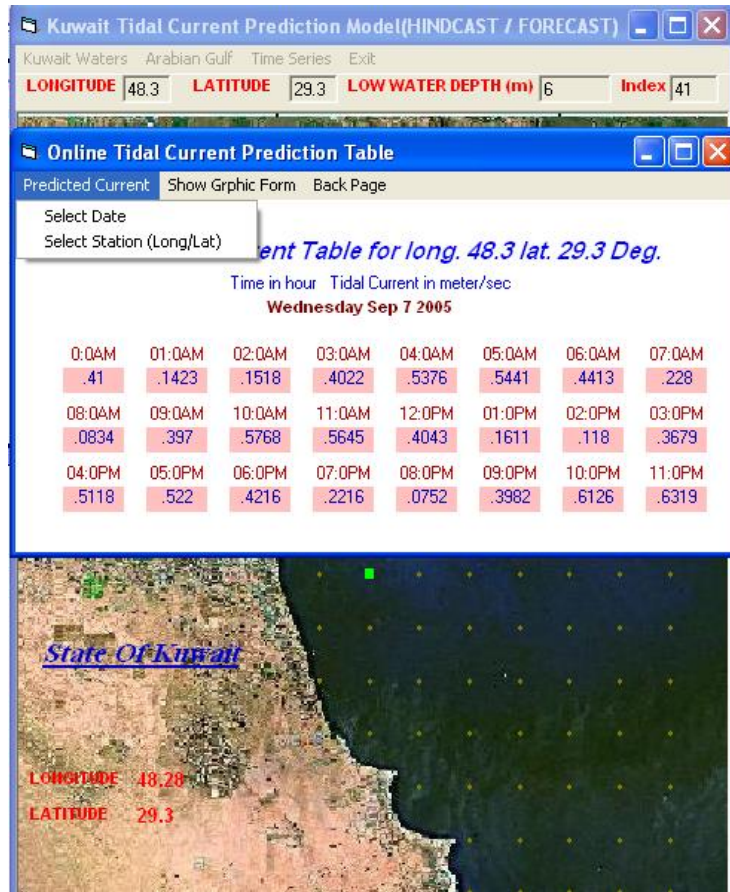 Kuwait Tidal Current Prediction Model(HINDCAST / FORECAST)
Kuwait Waters Arabian Gulf Time Series Exit
LONGITUDE 48.3 LATITUDE 29.3 LOW WATER DEPTH (m) 6 Index 41
Online Tidal Current Prediction Table
Predicted Current Show Grphic Form Back Page
Select Date
Select Station (Long/Lat)
Table for long. 48.3 lat. 29.3 Deg.
Time in hour Tidal Current in meter/sec
Wednesday Sep 7 2005
0:0AM 01:0AM 02:0AM 03:0AM 04:0AM 05:0AM 06:0AM 07:0AM
.41 .1423 .1518 .4022 .5376 .5441 .4413 .228
08:0AM 09:0AM 10:0AM 11:0AM 12:0PM 01:0PM 02:0PM 03:0PM
.0834 .397 .5768 .5645 .4043 .1611 .118 .3679
04:0PM 05:0PM 06:0PM 07:0PM 08:0PM 09:0PM 10:0PM 11:0PM
.5118 .522 .4216 .2216 .0752 .3982 .6126 .6319
State Of Kuwait
LONGITUDE 48.28
LATITUDE 29.3